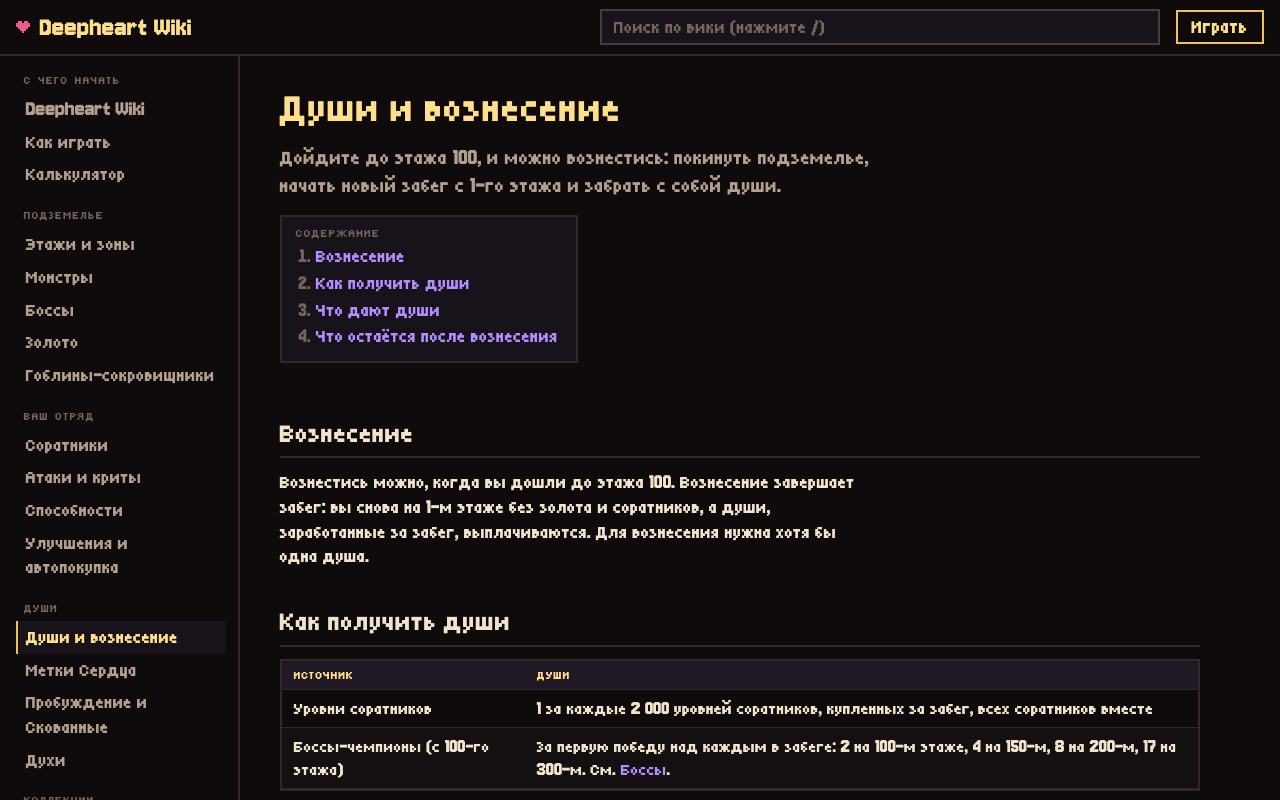 Deepheart Wiki
Поиск по вики (нажмите /)
Играть
С ЧЕГО НАЧАТЬ
Deepheart Wiki
Как играть
Калькулятор
ПОДЗЕМЕЛЬЕ
Этажи и зоны
Монстры
Боссы
Золото
Гоблины-сокровищники
ВАШ ОТРЯД
Соратники
Атаки и криты
Способности
Улучшения и
автопокупка
ДУШИ
Души и вознесение
Метки Сердца
Пробуждение и
Скованные
Духи
КОЛЛЕКЦИИ
Души и вознесение
Дойдите до этажа 100, и можно вознестись: покинуть подземелье,
начать новый забег с 1-го этажа и забрать с собой души.
СОДЕРЖАНИЕ
1. Вознесение
2. Как получить души
3. Что дают души
4. Что остаётся после вознесения
Вознесение
Вознестись можно, когда вы дошли до этажа 100. Вознесение завершает
забег: вы снова на 1-м этаже без золота и соратников, а души,
заработанные за забег, выплачиваются. Для вознесения нужна хотя бы
одна душа.
Как получить души
ИСТОЧНИК
ДУШИ
Уровни соратников
1 за каждые 2 000 уровней соратников, купленных за забег, всех соратников вместе
Боссы-чемпионы (с 100-го
этажа)
За первую победу над каждым в забеге: 2 на 100-м этаже, 4 на 150-м, 8 на 200-м, 17 на
300-м. См. Боссы.